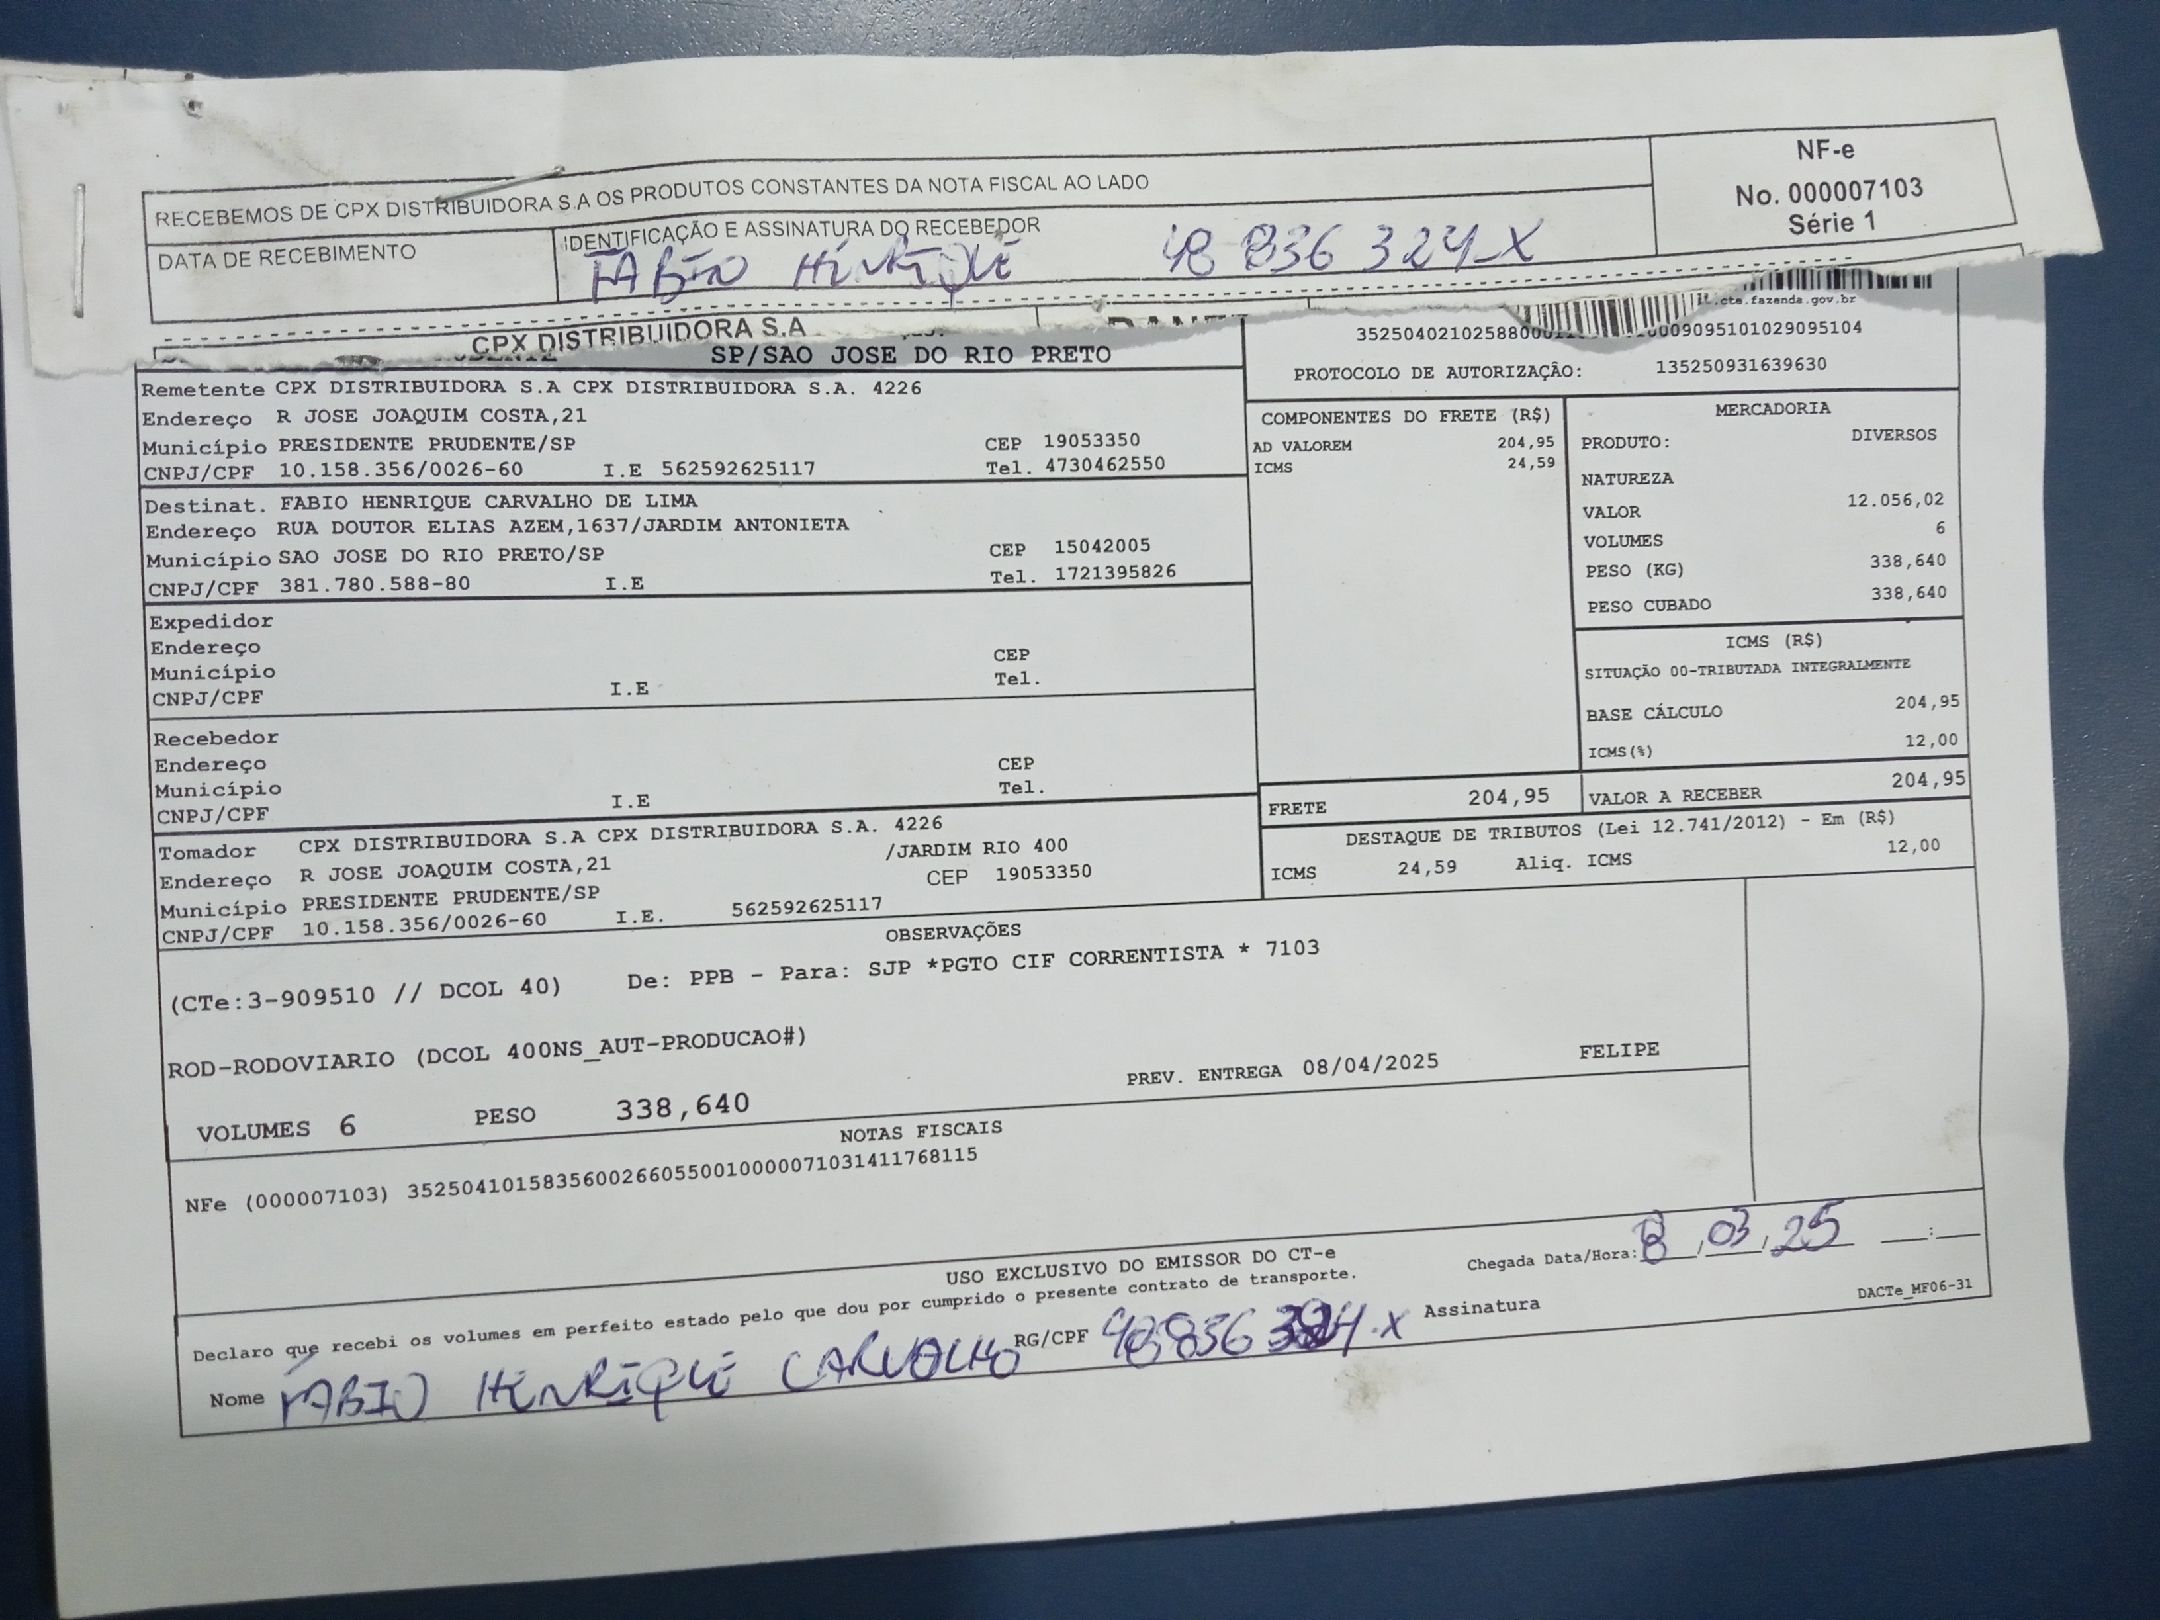 RECEBEMOS DE CPX DISTRIBUIDORA S.A OS PRODUTOS CONSTANTES DA NOTA FISCAL AO LADO
DATA DE RECEBIMENTO
IDENTIFICAÇÃO E ASSINATURA DO RECEBEDOR
FABIO HENRIQUE 48 836 324-X
NF-e
No. 000007103
Série 1
CPX DISTRIBUIDORA S.A
SP/SAO JOSE DO RIO PRETO
.cte.fazenda.gov.br
0009095101029095104
PROTOCOLO DE AUTORIZAÇÃO: 135250931639630
Remetente CPX DISTRIBUIDORA S.A CPX DISTRIBUIDORA S.A. 4226
Endereço R JOSE JOAQUIM COSTA,21
Município PRESIDENTE PRUDENTE/SP CEP 19053350
CNPJ/CPF 10.158.356/0026-60 I.E 562592625117 Tel. 4730462550
Destinat. FABIO HENRIQUE CARVALHO DE LIMA
Endereço RUA DOUTOR ELIAS AZEM,1637/JARDIM ANTONIETA
Município SAO JOSE DO RIO PRETO/SP CEP 15042005
CNPJ/CPF 381.780.588-80 I.E Tel. 1721395826
Expedidor
Endereço
Município CEP
CNPJ/CPF I.E Tel.
Recebedor
Endereço CEP
Município Tel.
CNPJ/CPF I.E
Tomador CPX DISTRIBUIDORA S.A CPX DISTRIBUIDORA S.A. 4226
Endereço R JOSE JOAQUIM COSTA,21 /JARDIM RIO 400
Município PRESIDENTE PRUDENTE/SP CEP 19053350
CNPJ/CPF 10.158.356/0026-60 I.E. 562592625117
COMPONENTES DO FRETE (R$)
AD VALOREM 204,95
ICMS 24,59
MERCADORIA
PRODUTO: DIVERSOS
NATUREZA
VALOR 12.056,02
VOLUMES 6
PESO (KG) 338,640
PESO CUBADO 338,640
ICMS (R$)
SITUAÇÃO 00-TRIBUTADA INTEGRALMENTE
BASE CÁLCULO 204,95
ICMS(%) 12,00
FRETE 204,95
VALOR A RECEBER 204,95
DESTAQUE DE TRIBUTOS (Lei 12.741/2012) - Em (R$)
ICMS 24,59 Aliq. ICMS 12,00
OBSERVAÇÕES
(CTe:3-909510 // DCOL 40) De: PPB - Para: SJP *PGTO CIF CORRENTISTA * 7103
ROD-RODOVIARIO (DCOL 400NS_AUT-PRODUCAO#)
PREV. ENTREGA 08/04/2025 FELIPE
VOLUMES 6 PESO 338,640
NOTAS FISCAIS
NFe (000007103) 35250410158356002660550010000071031411768115
USO EXCLUSIVO DO EMISSOR DO CT-e
Chegada Data/Hora: 8 / 03 / 25 :
Declaro que recebi os volumes em perfeito estado pelo que dou por cumprido o presente contrato de transporte.
Nome FABIO HENRIQUE CARVALHO RG/CPF 48836324-X Assinatura
DACTe_MF06-31